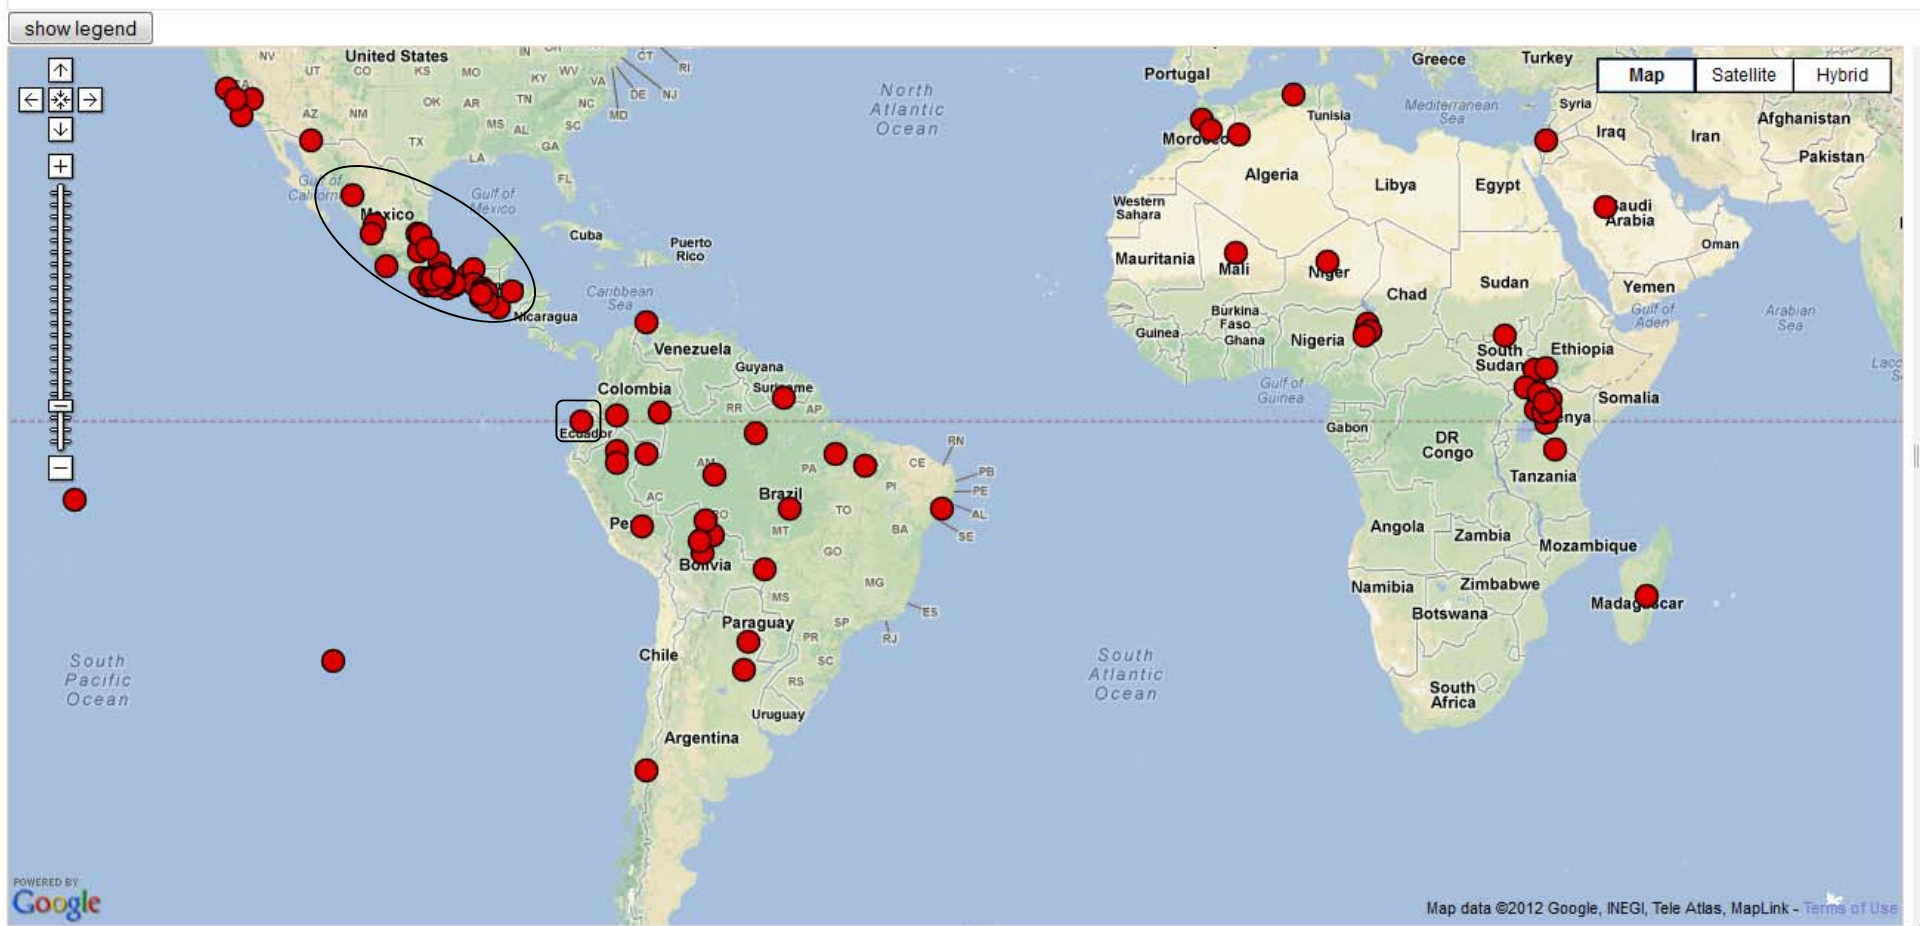 show legend
United States
NV
UT
CO
KS
MO
IN
KY
WV
VA
CT
RI
DE
NJ
MD
OK
AR
TN
NC
AZ
NM
TX
MS
AL
SC
GA
LA
FL
North
Atlantic
Ocean
Portugal
Greece
Turkey
Map
Satellite
Hybrid
Mediterranean
Sea
Syria
Iraq
Iran
Afghanistan
Pakistan
Tunisia
Algeria
Libya
Egypt
Western
Sahara
Mauritania
Mali
Niger
Chad
Sudan
Oman
Yemen
Gulf of
Aden
Arabian
Sea
Gulf of
Mexico
Mexico
Cuba
Puerto
Rico
Caribbean
Sea
Nicaragua
Venezuela
Guyana
Colombia
RR
AP
Burkina
Faso
Guinea
Ghana
Nigeria
South
Sudan
Ethiopia
Somalia
Gulf of
Guinea
Gabon
DR
Congo
Tanzania
Ecuador
RN
PB
PE
AL
SE
CE
PI
PA
AC
Brazil
TO
BA
MT
GO
Bolivia
MG
ES
MS
Paraguay
SP
RJ
PR
SC
RS
Chile
Uruguay
Argentina
South
Pacific
Ocean
South
Atlantic
Ocean
Angola
Zambia
Mozambique
Namibia
Zimbabwe
Botswana
South
Africa
POWERED BY
Google
Map data ©2012 Google, INEGI, Tele Atlas, MapLink - Terms of Use